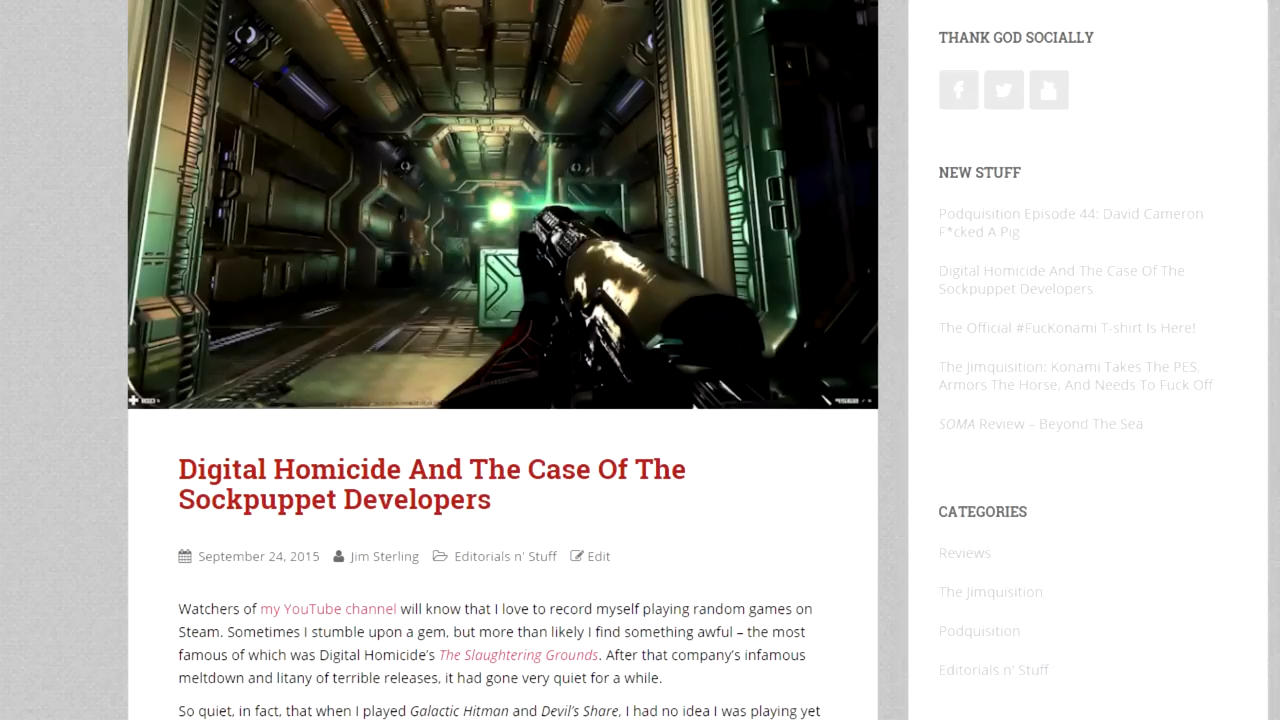 Digital Homicide And The Case Of The
Sockpuppet Developers
September 24, 2015 Jim Sterling Editorials n' Stuff Edit
Watchers of my YouTube channel will know that I love to record myself playing random games on
Steam. Sometimes I stumble upon a gem, but more than likely I find something awful – the most
famous of which was Digital Homicide's The Slaughtering Grounds. After that company's infamous
meltdown and litany of terrible releases, it had gone very quiet for a while.
So quiet, in fact, that when I played Galactic Hitman and Devil's Share, I had no idea I was playing yet
THANK GOD SOCIALLY
NEW STUFF
Podquisition Episode 44: David Cameron
F*cked A Pig
Digital Homicide And The Case Of The
Sockpuppet Developers
The Official #FucKonami T-shirt Is Here!
The Jimquisition: Konami Takes The PES,
Armors The Horse, And Needs To Fuck Off
SOMA Review – Beyond The Sea
CATEGORIES
Reviews
The Jimquisition
Podquisition
Editorials n' Stuff